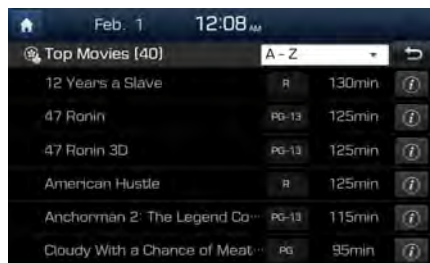 Feb. 1 12:08 AM
Top Movies (40) A - Z
12 Years a Slave R 130min
47 Ronin PG-13 125min
47 Ronin 3D PG-13 125min
American Hustle R 125min
Anchorman 2: The Legend Co··· PG-13 115min
Cloudy With a Chance of Meat··· PG 95min